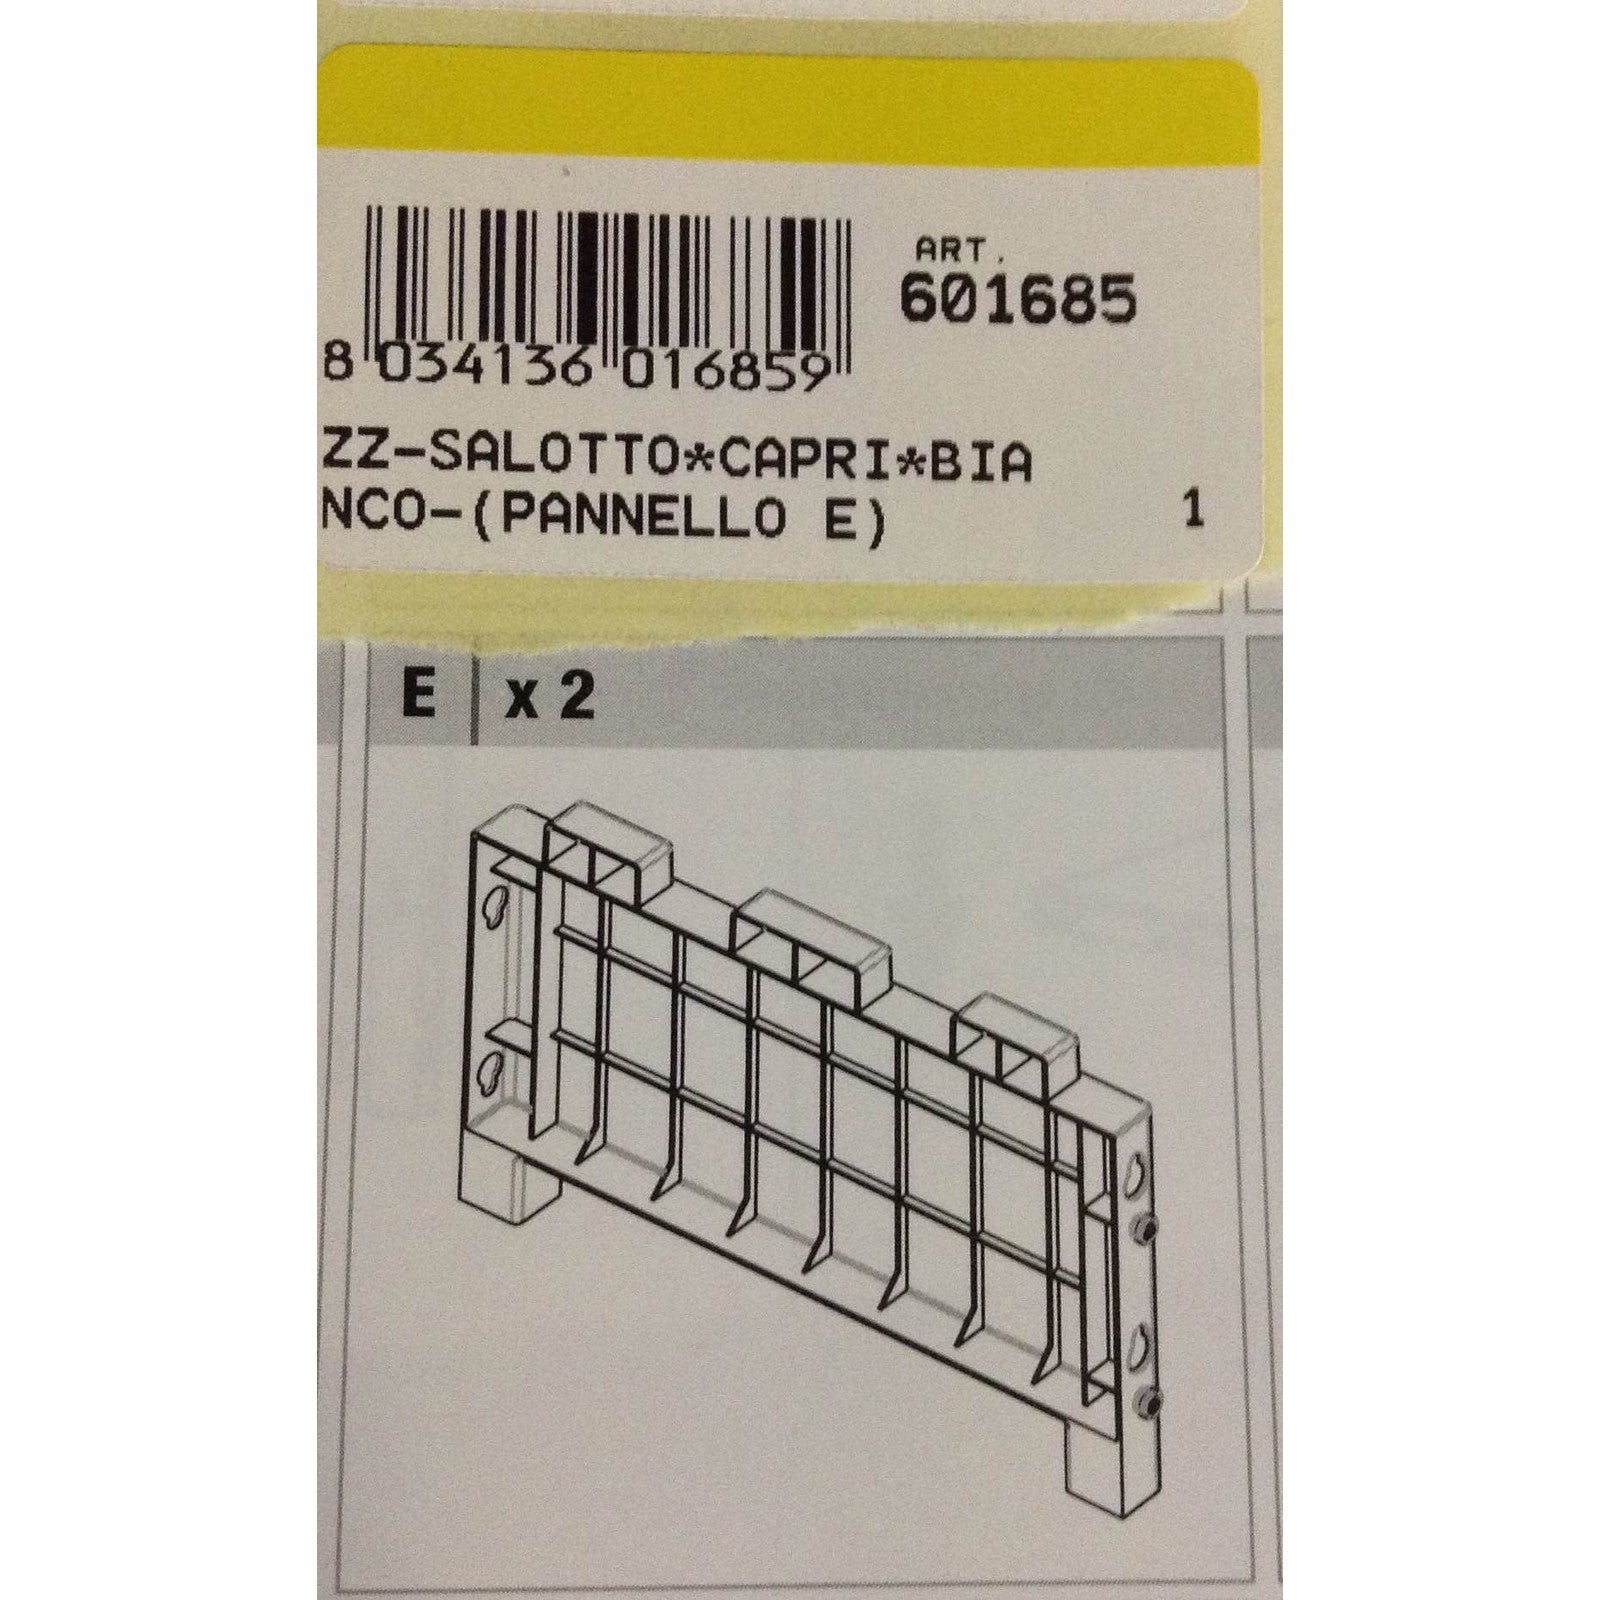 ART.
601685
8 034136 016859
ZZ-SALOTTO*CAPRI*BIA
NCO-(PANNELLO E) 1
E x 2